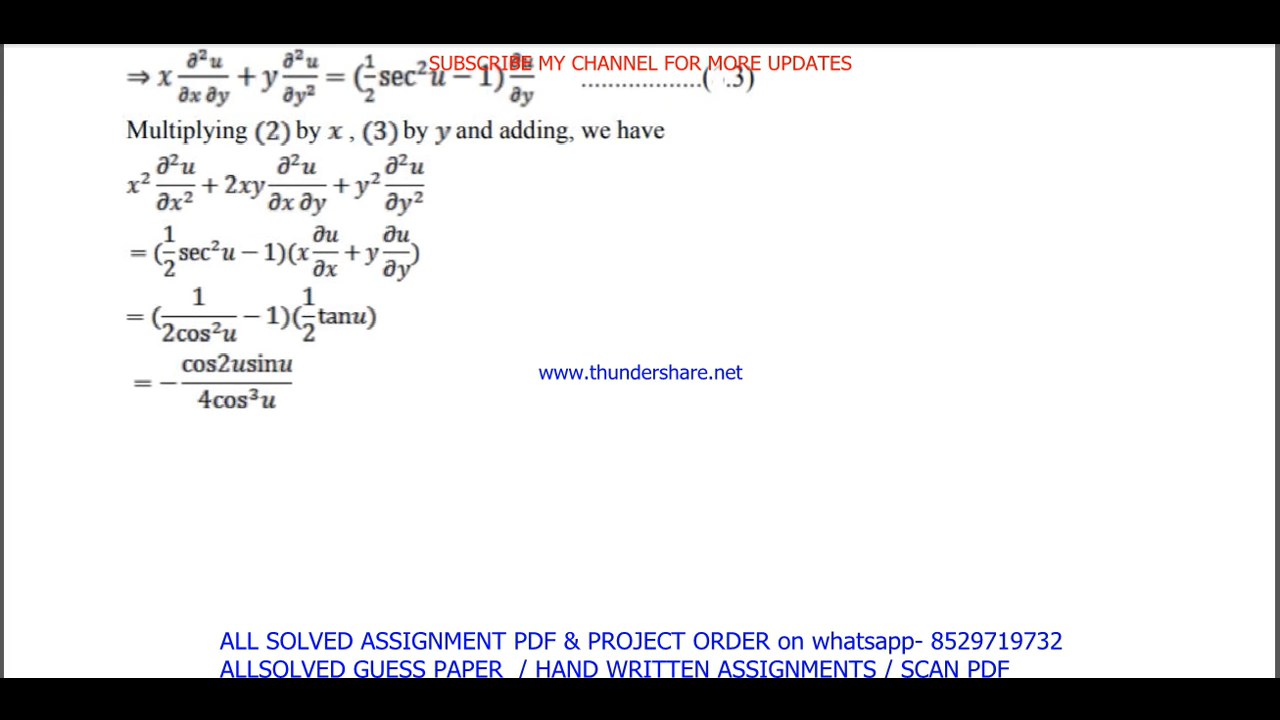 SUBSCRIBE MY CHANNEL FOR MORE UPDATES
⇒ x ∂²u/∂x ∂y + y ∂²u/∂y² = (1/2 sec²u − 1) ∂u/∂y ..................( .3)
Multiplying (2) by x , (3) by y and adding, we have
x² ∂²u/∂x² + 2xy ∂²u/∂x ∂y + y² ∂²u/∂y²
= (1/2 sec²u − 1)(x ∂u/∂x + y ∂u/∂y)
= (1/2cos²u − 1)(1/2 tanu)
= − cos2usinu/4cos³u
www.thundershare.net
ALL SOLVED ASSIGNMENT PDF & PROJECT ORDER on whatsapp- 8529719732
ALLSOLVED GUESS PAPER / HAND WRITTEN ASSIGNMENTS / SCAN PDF